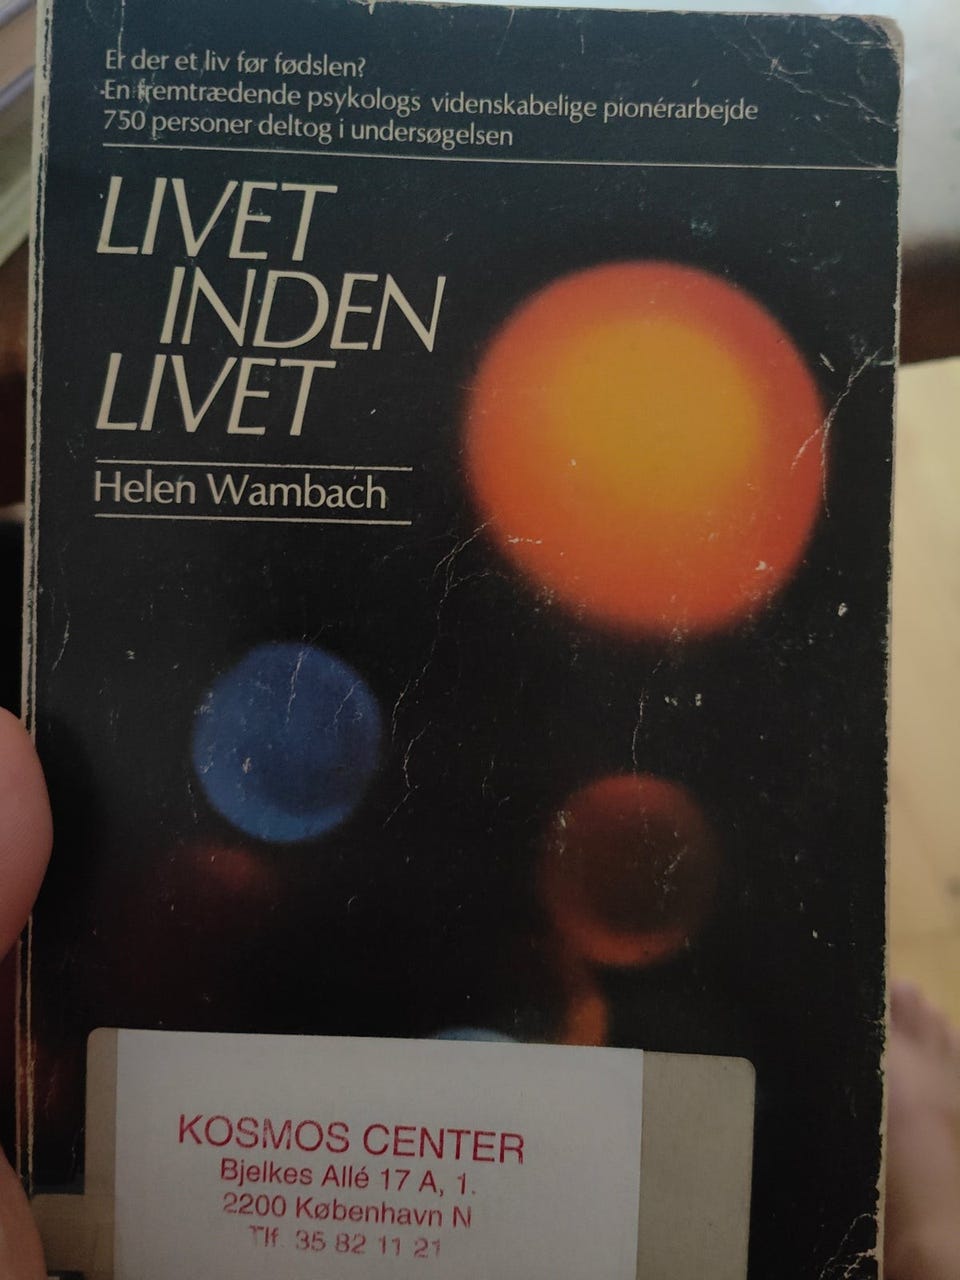 Er der et liv før fødslen?
En fremtrædende psykologs videnskabelige pionérarbejde
750 personer deltog i undersøgelsen
LIVET
INDEN
LIVET
Helen Wambach
KOSMOS CENTER
Bjelkes Allé 17 A, 1.
2200 København N
Tlf. 35 82 11 21